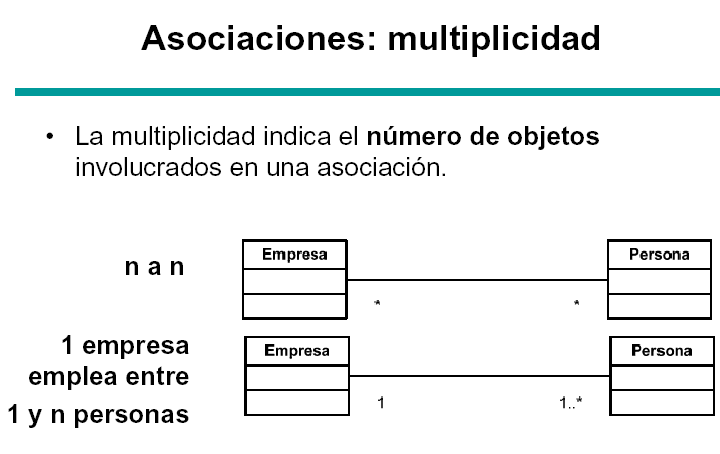 Asociaciones: multiplicidad
• La multiplicidad indica el número de objetos
involucrados en una asociación.
n a n
Empresa
Persona
*
*
1 empresa
emplea entre
1 y n personas
Empresa
Persona
1
1..*